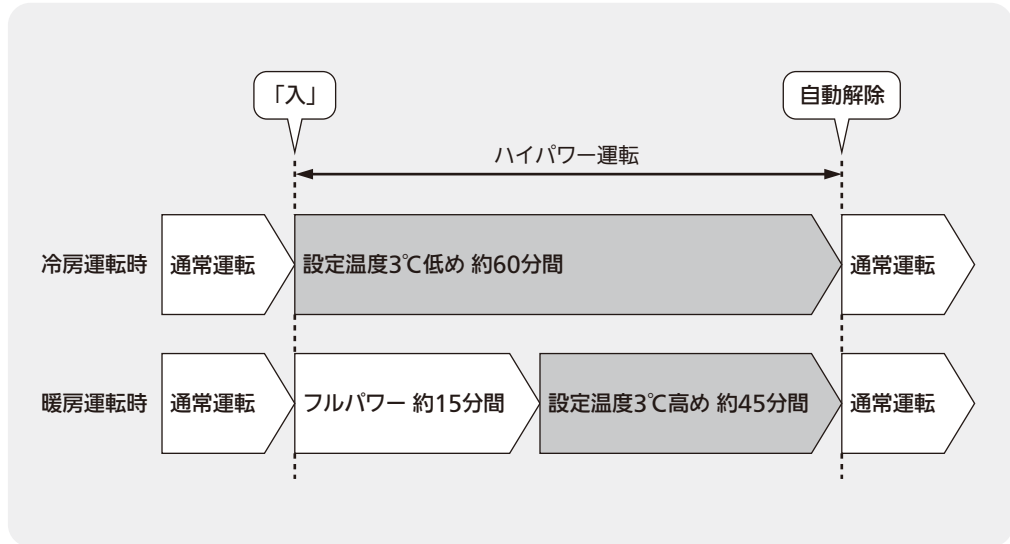 「入」
自動解除
ハイパワー運転
冷房運転時
通常運転
設定温度3℃低め 約60分間
通常運転
暖房運転時
通常運転
フルパワー 約15分間
設定温度3℃高め 約45分間
通常運転